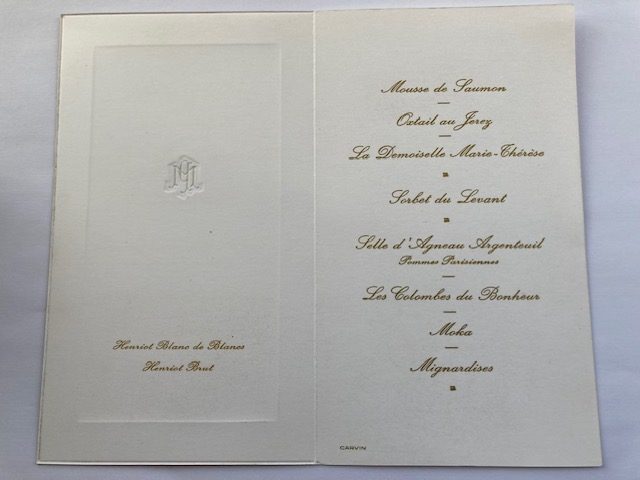 Henriot Blanc de Blancs
Henriot Brut
Mousse de Saumon
Oxtail au Jerez
La Demoiselle Marie-Thérèse
Sorbet du Levant
Selle d'Agneau Argenteuil
Pommes Parisiennes
Les Colombes du Bonheur
Moka
Mignardises
CARVIN